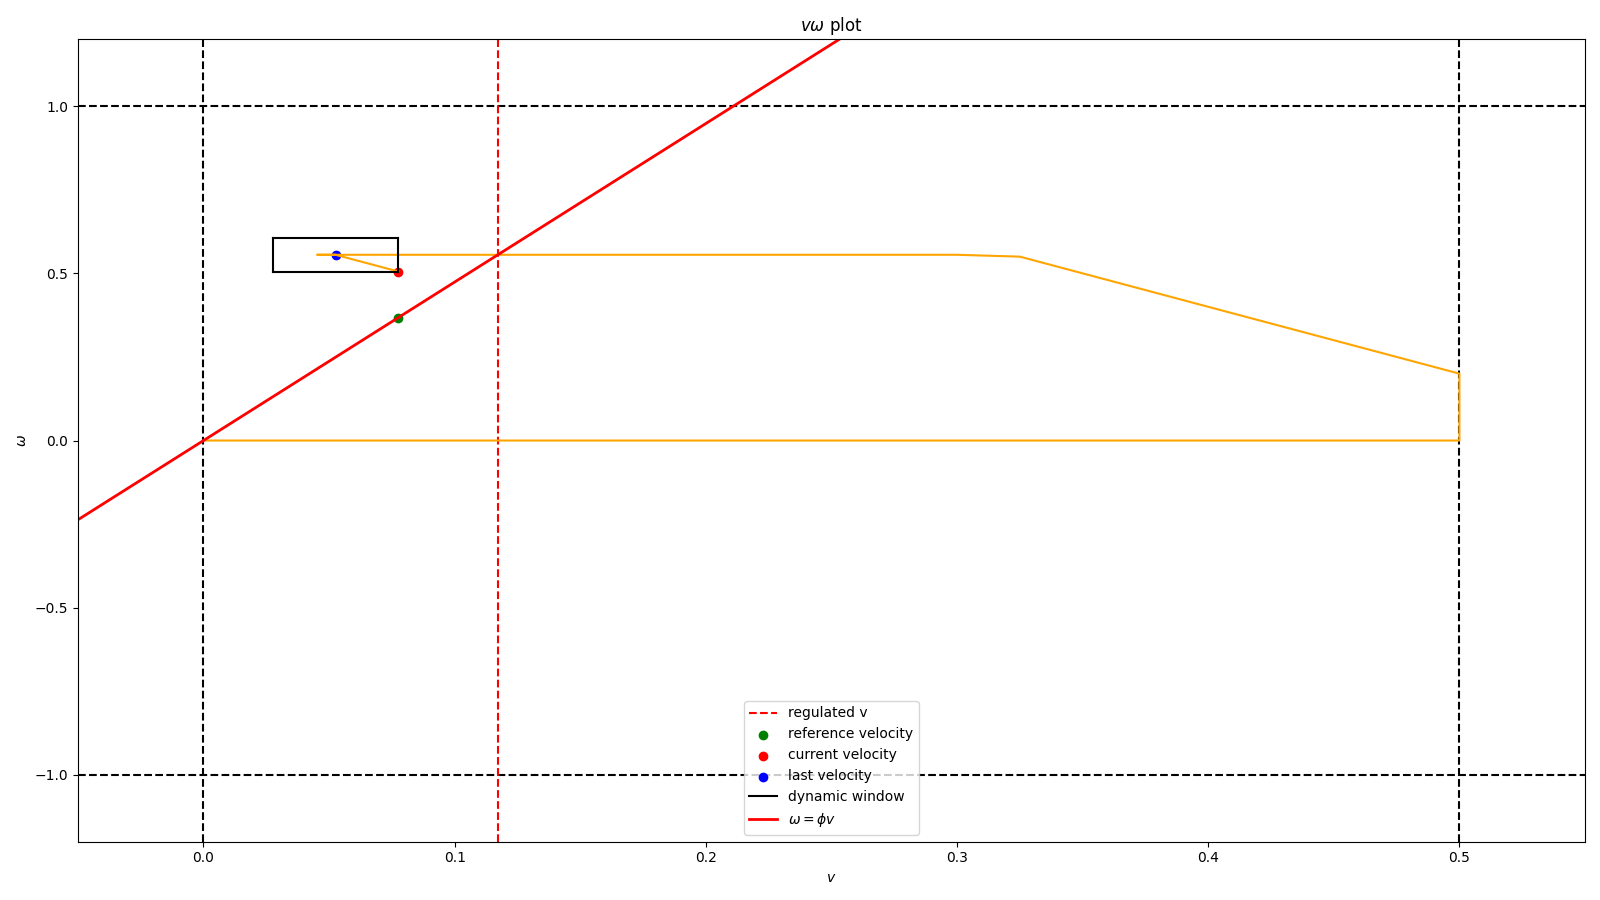 vω plot
1.0
0.5
0.0
−0.5
−1.0
ω
regulated v
reference velocity
current velocity
last velocity
dynamic window
ω = ϕv
0.0 0.1 0.2 0.3 0.4 0.5
v